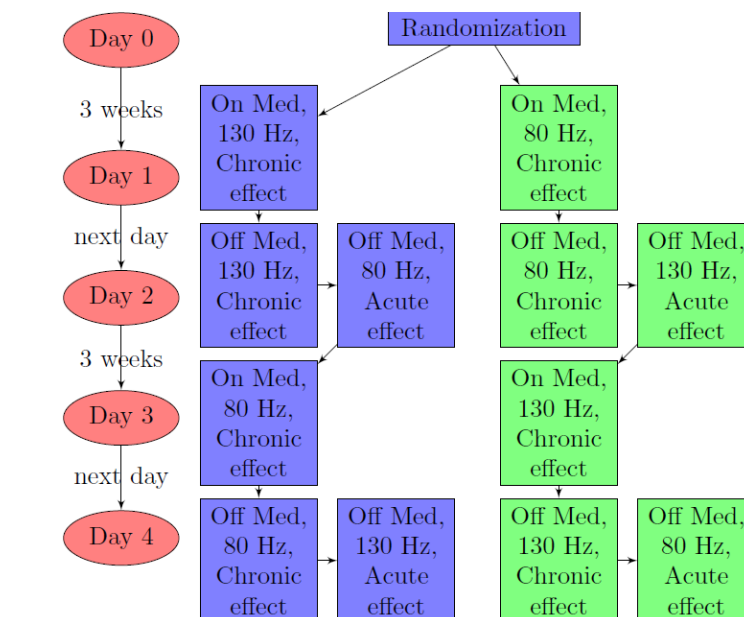 Day 0
Randomization
3 weeks
On Med,
130 Hz,
Chronic
effect
On Med,
80 Hz,
Chronic
effect
Day 1
next day
Off Med,
130 Hz,
Chronic
effect
Off Med,
80 Hz,
Acute
effect
Off Med,
80 Hz,
Chronic
effect
Off Med,
130 Hz,
Acute
effect
Day 2
3 weeks
On Med,
80 Hz,
Chronic
effect
On Med,
130 Hz,
Chronic
effect
Day 3
next day
Off Med,
80 Hz,
Chronic
effect
Off Med,
130 Hz,
Acute
effect
Off Med,
130 Hz,
Chronic
effect
Off Med,
80 Hz,
Acute
effect
Day 4